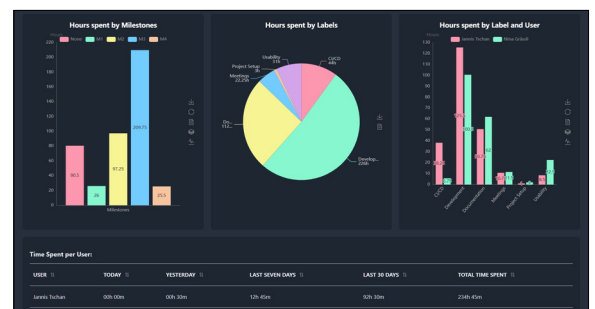 Hours spent by Milestones
Hours
None M1 M2 M3 M4
220
200
180
160
140
120
100
80
60
40
20
0
80.5
26
97.25
209.75
25.5
Milestones
Hours spent by Labels
Usability
31h
CI/CD
44h
Project Setup
3h
Meetings
22.25h
Do...
112...
Develop...
226h
Hours spent by Label and User
Hours
Jannis Tschan Nina Grässli
130
120
110
100
90
80
70
60
50
40
30
20
10
0
CI/CD
Development
Documentation
Meetings
Project Setup
Usability
Time Spent per User:
USER TODAY YESTERDAY LAST SEVEN DAYS LAST 30 DAYS TOTAL TIME SPENT
Jannis Tschan 00h 00m 00h 30m 12h 45m 92h 30m 234h 45m